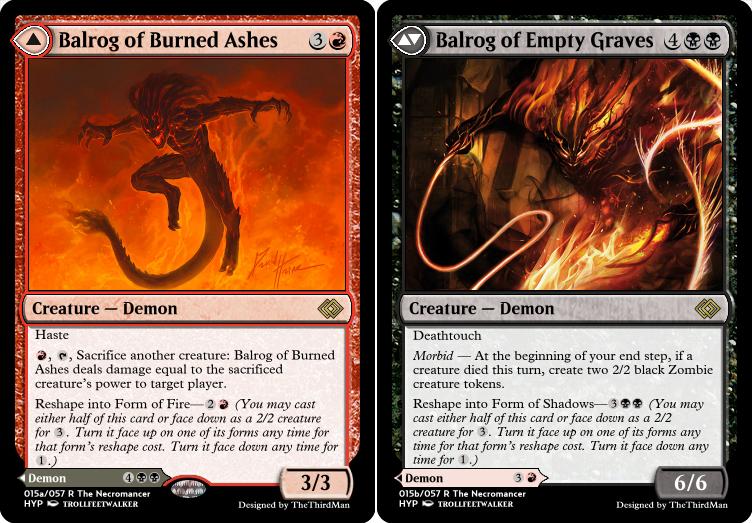 Balrog of Burned Ashes 3
Creature — Demon
Haste
, , Sacrifice another creature: Balrog of Burned
Ashes deals damage equal to the sacrificed
creature's power to target player.
Reshape into Form of Fire—2 (You may cast
either half of this card or face down as a 2/2
creature for 3. Turn it face up on one of its forms any time for
that form's reshape cost. Turn it face down any time for
1.)
Demon 4
3/3
015a/057 R The Necromancer
HYP TROLLFEETWALKER
Designed by TheThirdMan
Balrog of Empty Graves 4
Creature — Demon
Deathtouch
Morbid — At the beginning of your end step, if a
creature died this turn, create two 2/2 black Zombie
creature tokens.
Reshape into Form of Shadows—3 (You may
cast either half of this card or face down as a 2/2
creature for 3. Turn it face up on one of its forms any
time for that form's reshape cost. Turn it face down any
time for 1.)
Demon 3
6/6
015b/057 R The Necromancer
HYP TROLLFEETWALKER
Designed by TheThirdMan